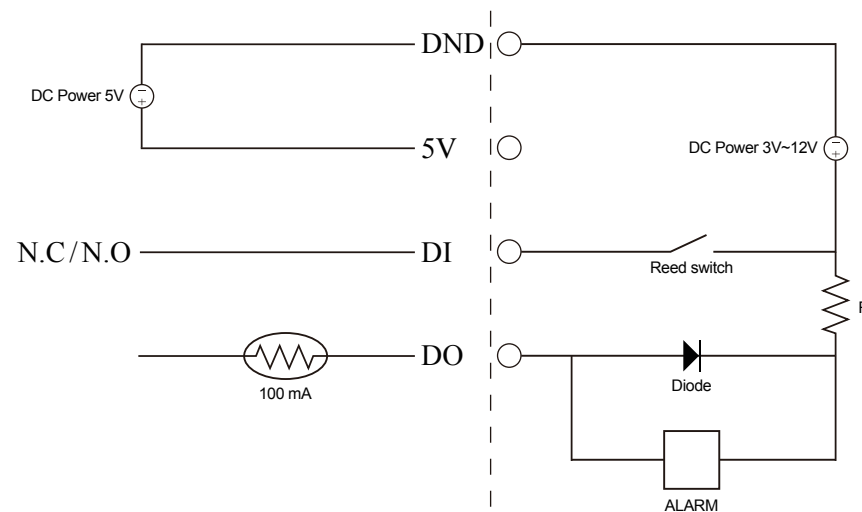 DND
DC Power 5V
5V
DC Power 3V~12V
N.C/N.O
DI
Reed switch
DO
100 mA
Diode
ALARM